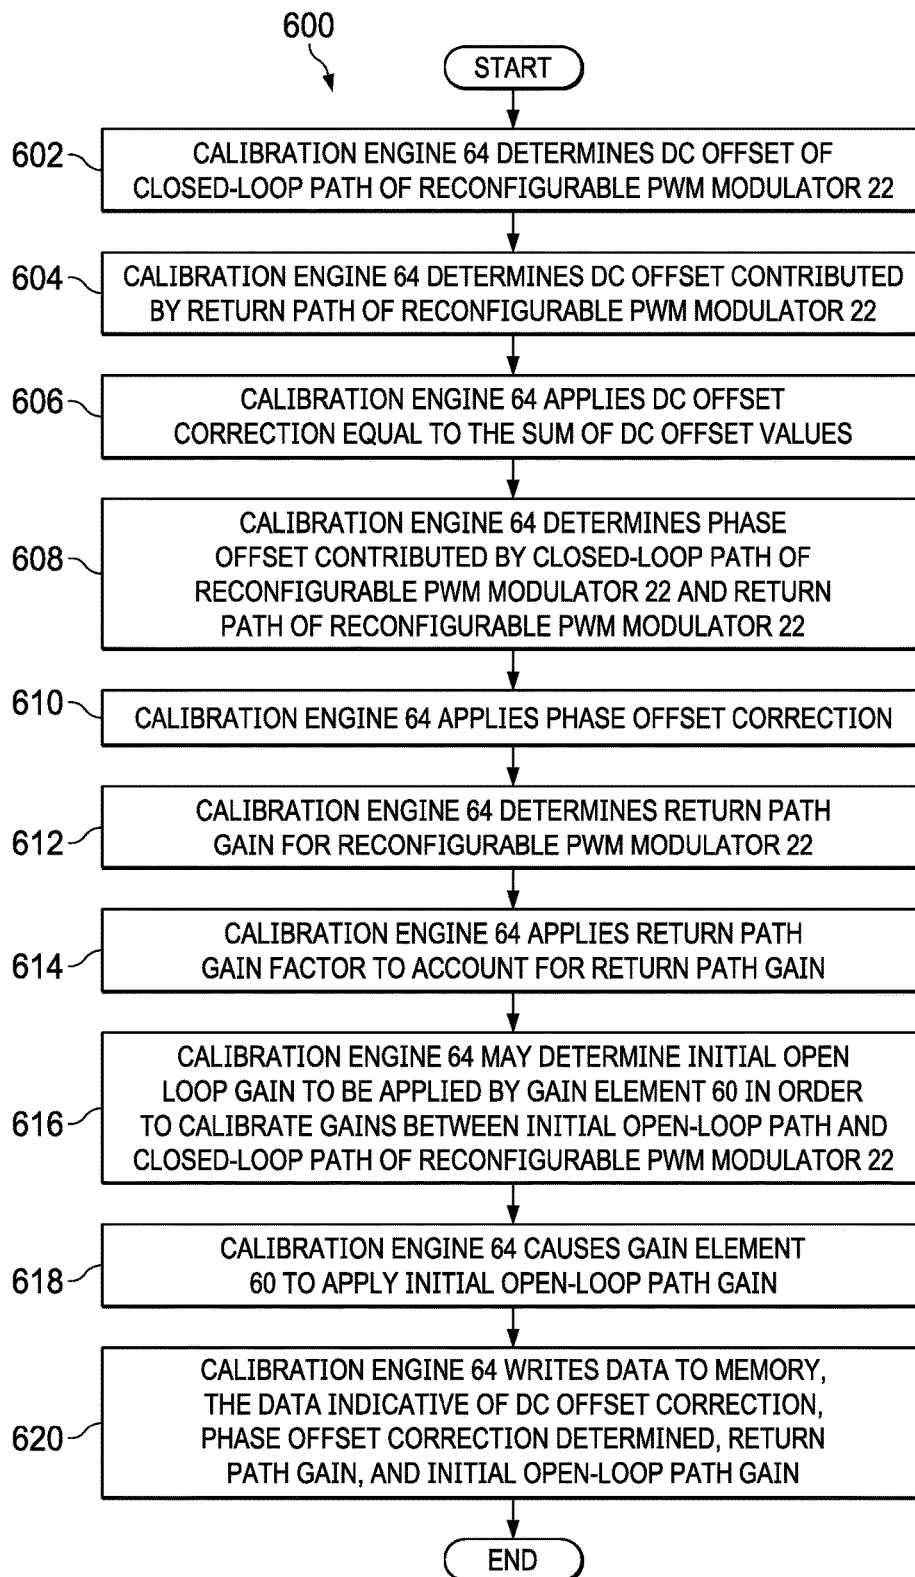 600
START
602
CALIBRATION ENGINE 64 DETERMINES DC OFFSET OF
CLOSED-LOOP PATH OF RECONFIGURABLE PWM MODULATOR 22
604
CALIBRATION ENGINE 64 DETERMINES DC OFFSET CONTRIBUTED
BY RETURN PATH OF RECONFIGURABLE PWM MODULATOR 22
606
CALIBRATION ENGINE 64 APPLIES DC OFFSET
CORRECTION EQUAL TO THE SUM OF DC OFFSET VALUES
608
CALIBRATION ENGINE 64 DETERMINES PHASE
OFFSET CONTRIBUTED BY CLOSED-LOOP PATH OF
RECONFIGURABLE PWM MODULATOR 22 AND RETURN
PATH OF RECONFIGURABLE PWM MODULATOR 22
610
CALIBRATION ENGINE 64 APPLIES PHASE OFFSET CORRECTION
612
CALIBRATION ENGINE 64 DETERMINES RETURN PATH
GAIN FOR RECONFIGURABLE PWM MODULATOR 22
614
CALIBRATION ENGINE 64 APPLIES RETURN PATH
GAIN FACTOR TO ACCOUNT FOR RETURN PATH GAIN
616
CALIBRATION ENGINE 64 MAY DETERMINE INITIAL OPEN
LOOP GAIN TO BE APPLIED BY GAIN ELEMENT 60 IN ORDER
TO CALIBRATE GAINS BETWEEN INITIAL OPEN-LOOP PATH AND
CLOSED-LOOP PATH OF RECONFIGURABLE PWM MODULATOR 22
618
CALIBRATION ENGINE 64 CAUSES GAIN ELEMENT
60 TO APPLY INITIAL OPEN-LOOP PATH GAIN
620
CALIBRATION ENGINE 64 WRITES DATA TO MEMORY,
THE DATA INDICATIVE OF DC OFFSET CORRECTION,
PHASE OFFSET CORRECTION DETERMINED, RETURN
PATH GAIN, AND INITIAL OPEN-LOOP PATH GAIN
END